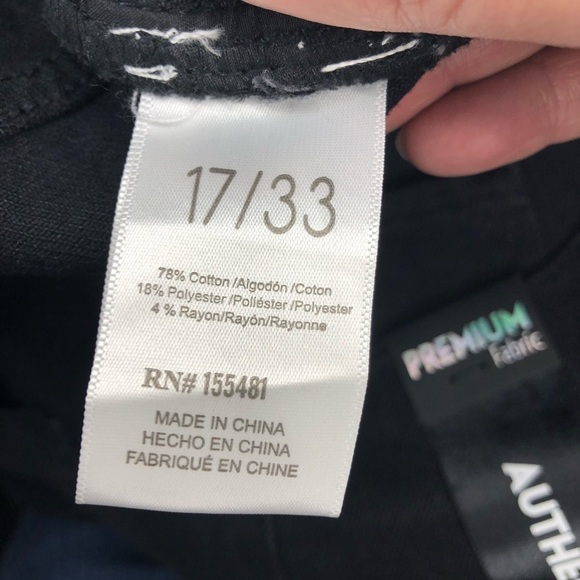 17/33
78% Cotton/Algodón/Coton
18% Polyester/Poliéster/Polyester
4% Rayon/Rayón/Rayonne
RN# 155481
MADE IN CHINA
HECHO EN CHINA
FABRIQUÉ EN CHINE
PREMIUM
Fabric